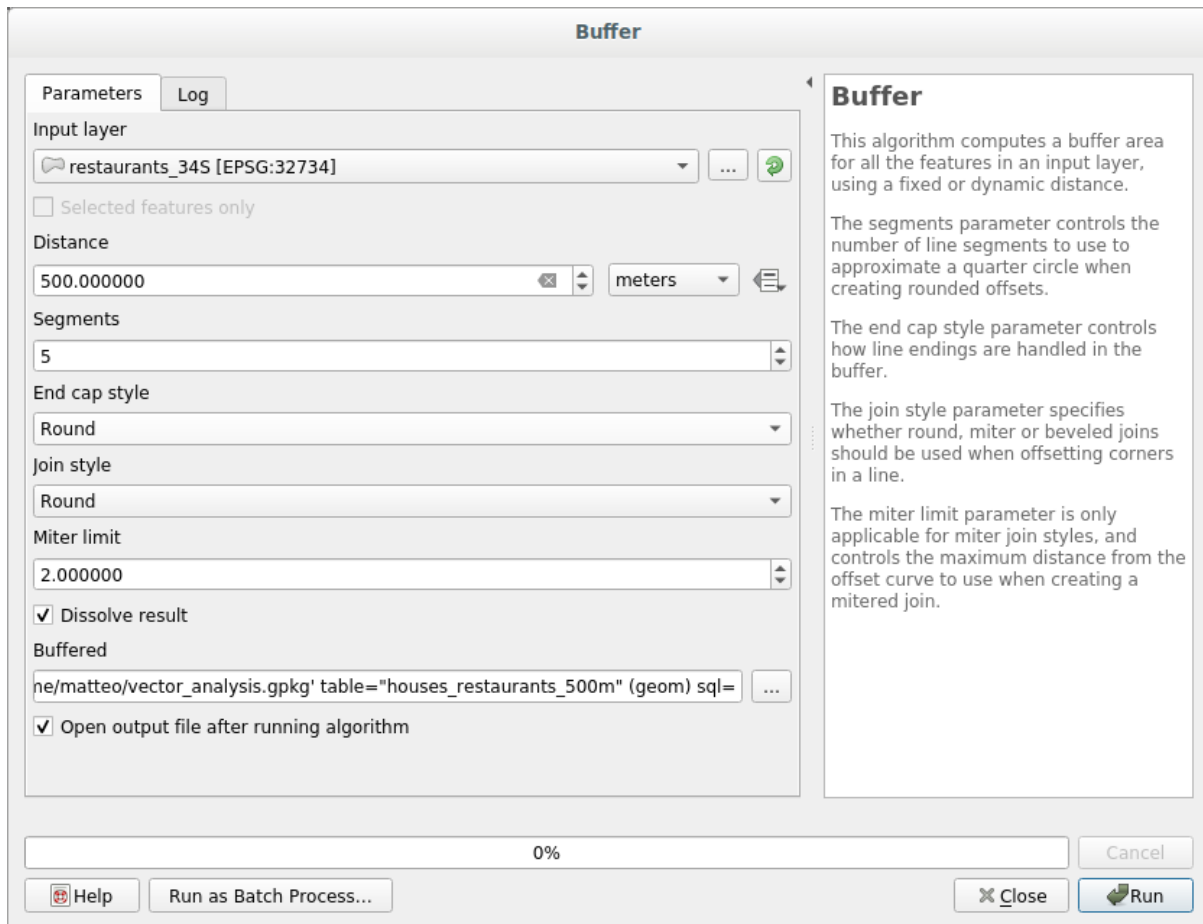 Buffer
Parameters
Log
Input layer
restaurants_34S [EPSG:32734]
...
Selected features only
Distance
500.000000
meters
Segments
5
End cap style
Round
Join style
Round
Miter limit
2.000000
Dissolve result
Buffered
ne/matteo/vector_analysis.gpkg' table="houses_restaurants_500m" (geom) sql=
...
Open output file after running algorithm
Buffer
This algorithm computes a buffer area
for all the features in an input layer,
using a fixed or dynamic distance.
The segments parameter controls the
number of line segments to use to
approximate a quarter circle when
creating rounded offsets.
The end cap style parameter controls
how line endings are handled in the
buffer.
The join style parameter specifies
whether round, miter or beveled joins
should be used when offsetting corners
in a line.
The miter limit parameter is only
applicable for miter join styles, and
controls the maximum distance from the
offset curve to use when creating a
mitered join.
0%
Cancel
Help
Run as Batch Process...
Close
Run